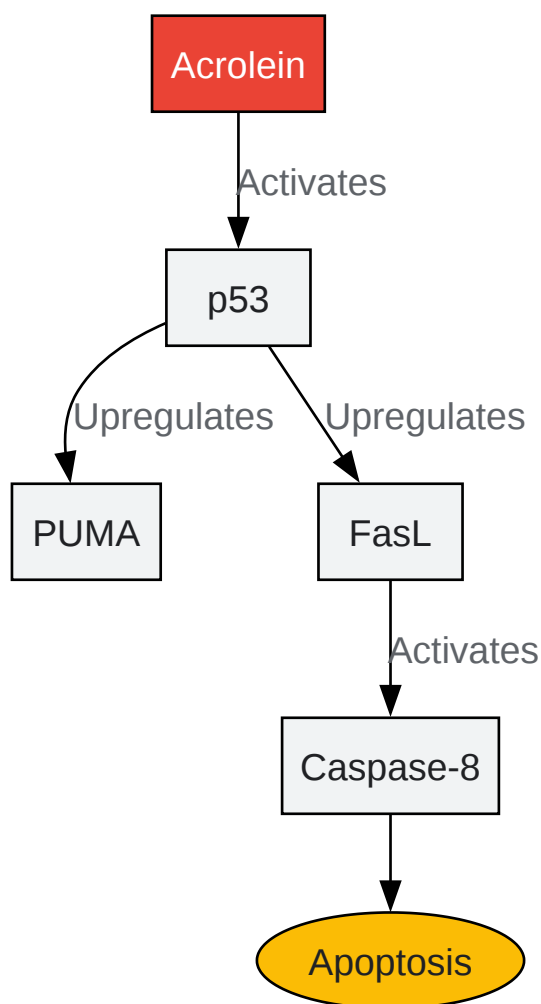 Acrolein
Activates
p53
Upregulates
Upregulates
PUMA
FasL
Activates
Caspase-8
Apoptosis